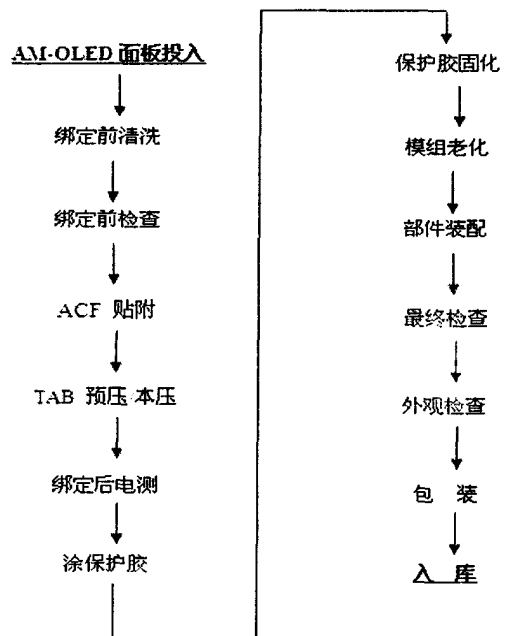 AM-OLED 面板投入
绑定前清洗
绑定前检查
ACF 贴附
TAB 预压/本压
绑定后电测
涂保护胶
保护胶固化
模组老化
部件装配
最终检查
外观检查
包 装
入 库